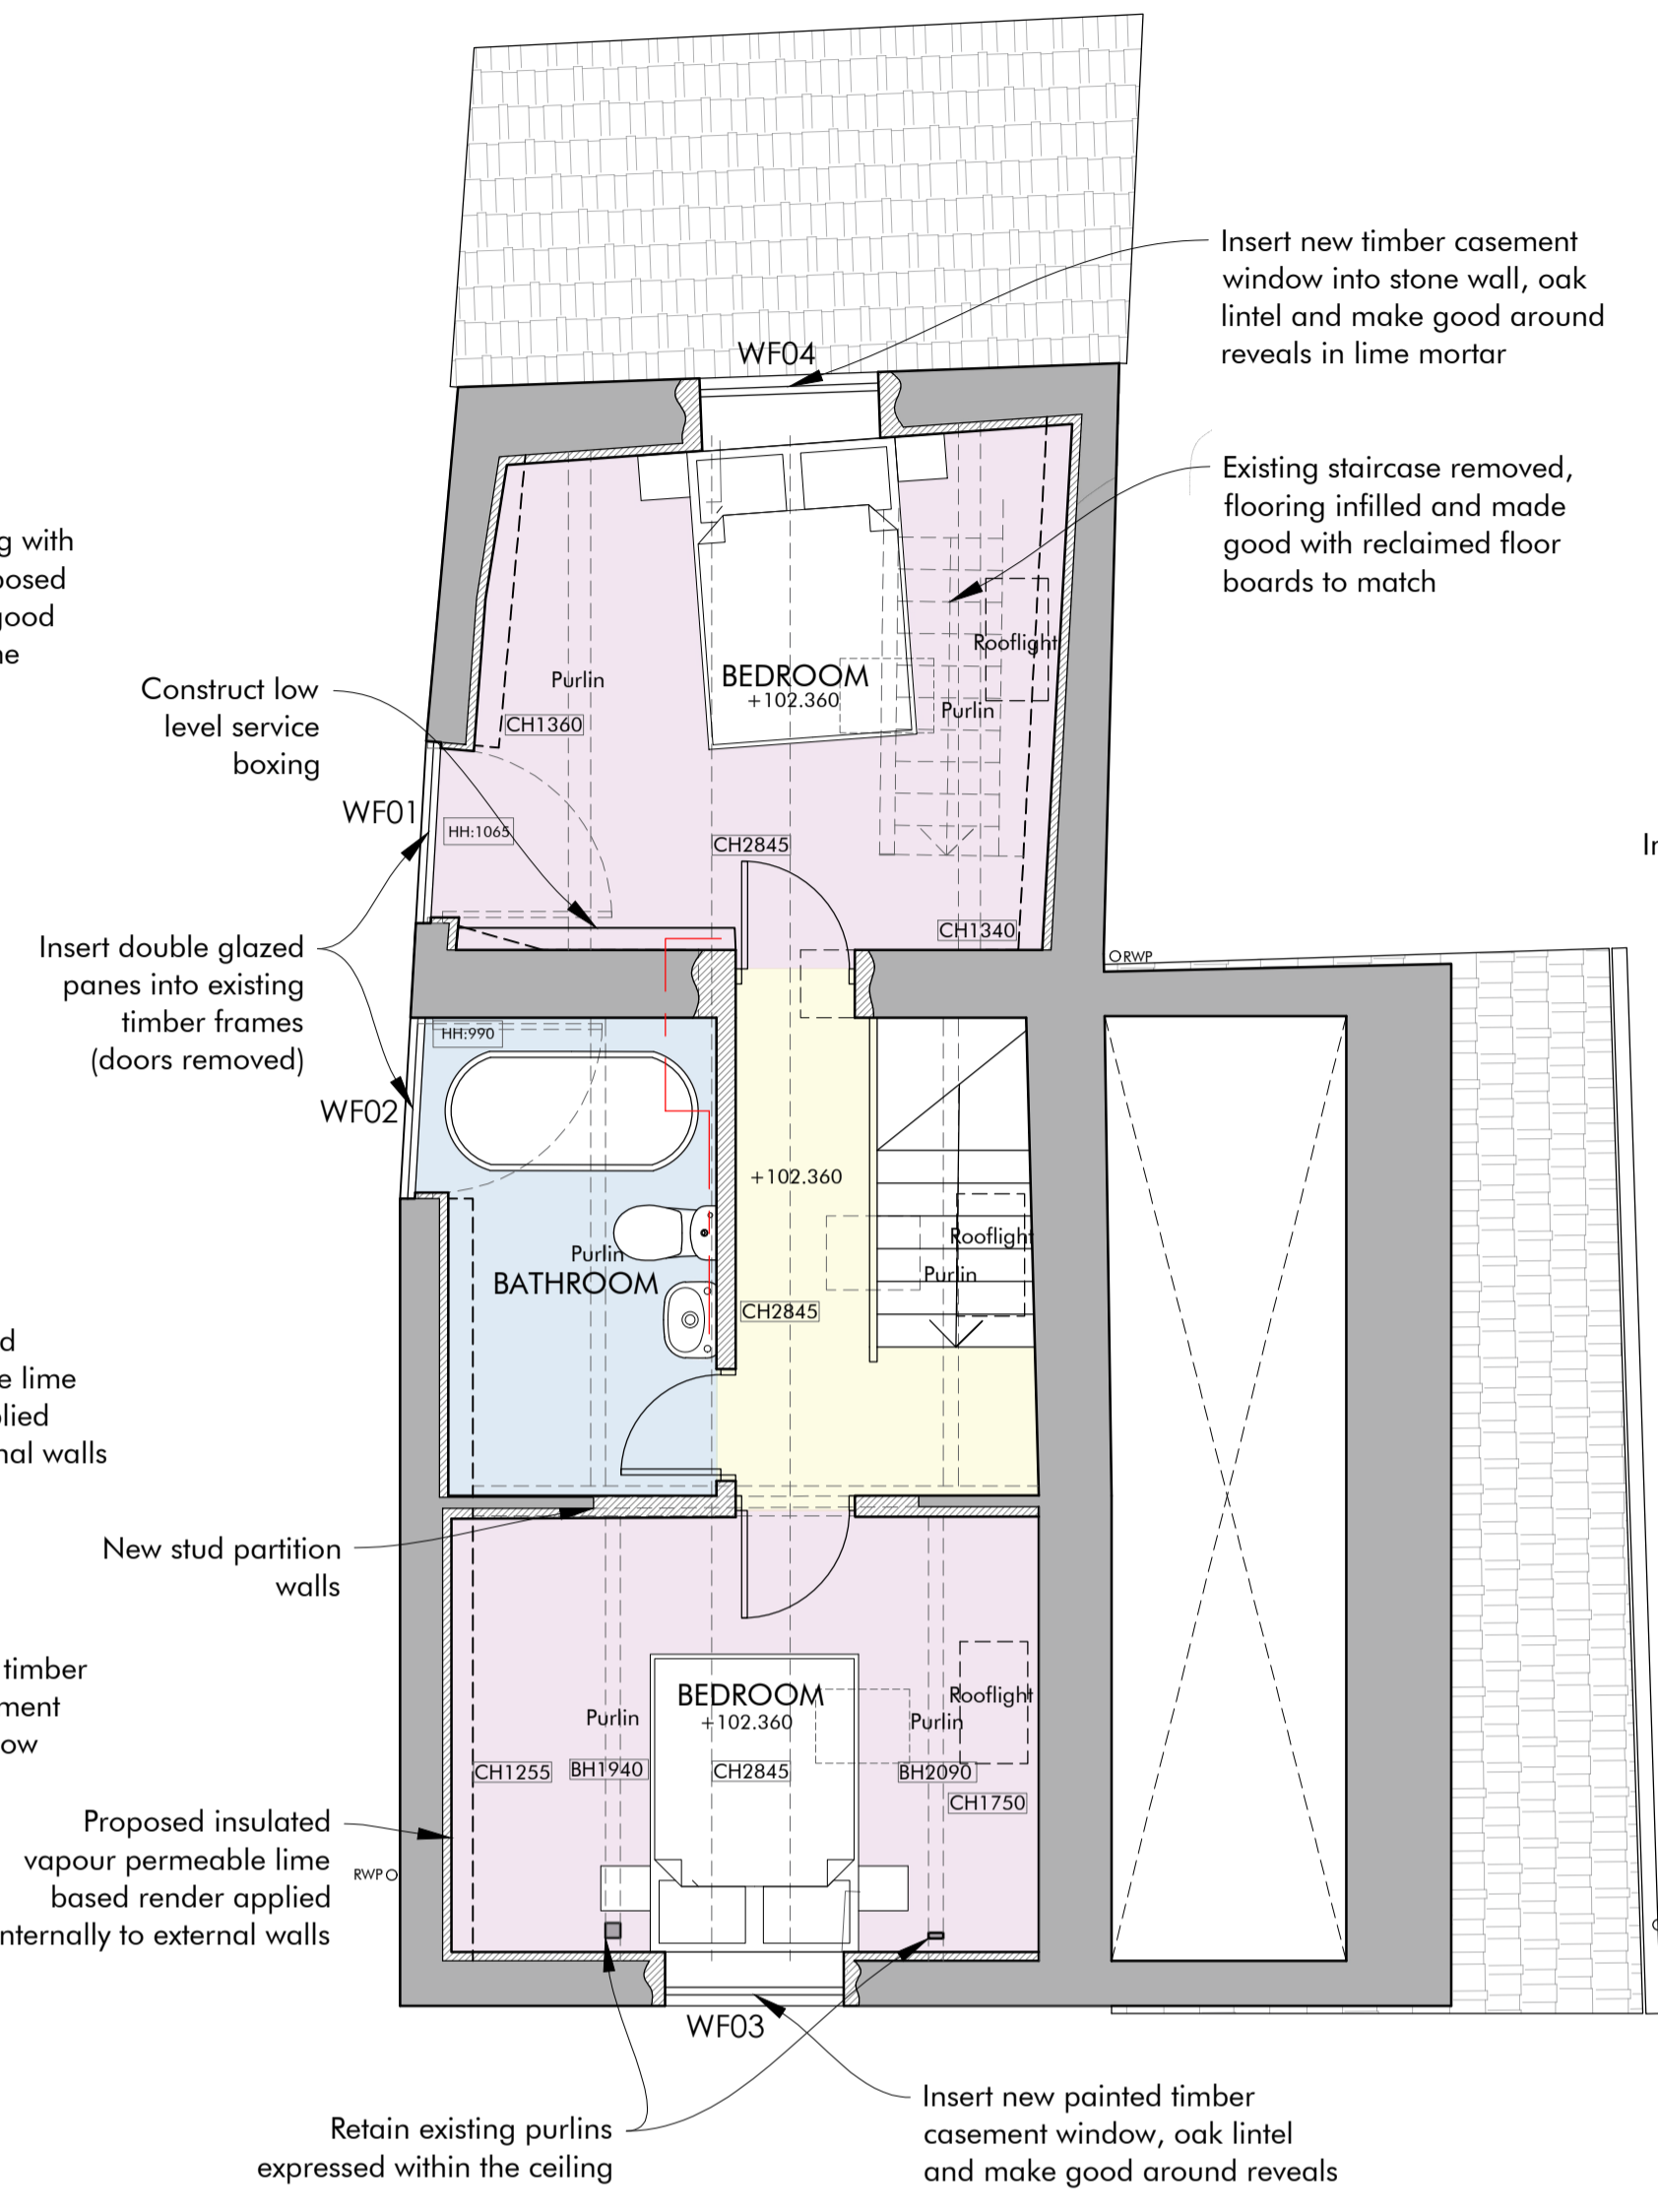 WF04
Insert new timber casement
window into stone wall, oak
lintel and make good around
reveals in lime mortar
Existing staircase removed,
flooring infilled and made
good with reclaimed floor
boards to match
g with
posed
good
ne
Construct low
level service
boxing
WF01
Insert double glazed
panes into existing
timber frames
(doors removed)
WF02
Purlin
CH1360
BEDROOM
+102.360
Rooflight
Purlin
HH:1065
CH2845
CH1340
RWP
In
HH:990
+102.360
Purlin
BATHROOM
Rooflight
Purlin
CH2845
d
e lime
plied
nal walls
New stud partition
walls
timber
ment
ow
Proposed insulated
vapour permeable lime
based render applied
internally to external walls
RWP
BEDROOM
+102.360
Purlin
Rooflight
Purlin
CH1255
BH1940
CH2845
BH2090
CH1750
WF03
Retain existing purlins
expressed within the ceiling
Insert new painted timber
casement window, oak lintel
and make good around reveals